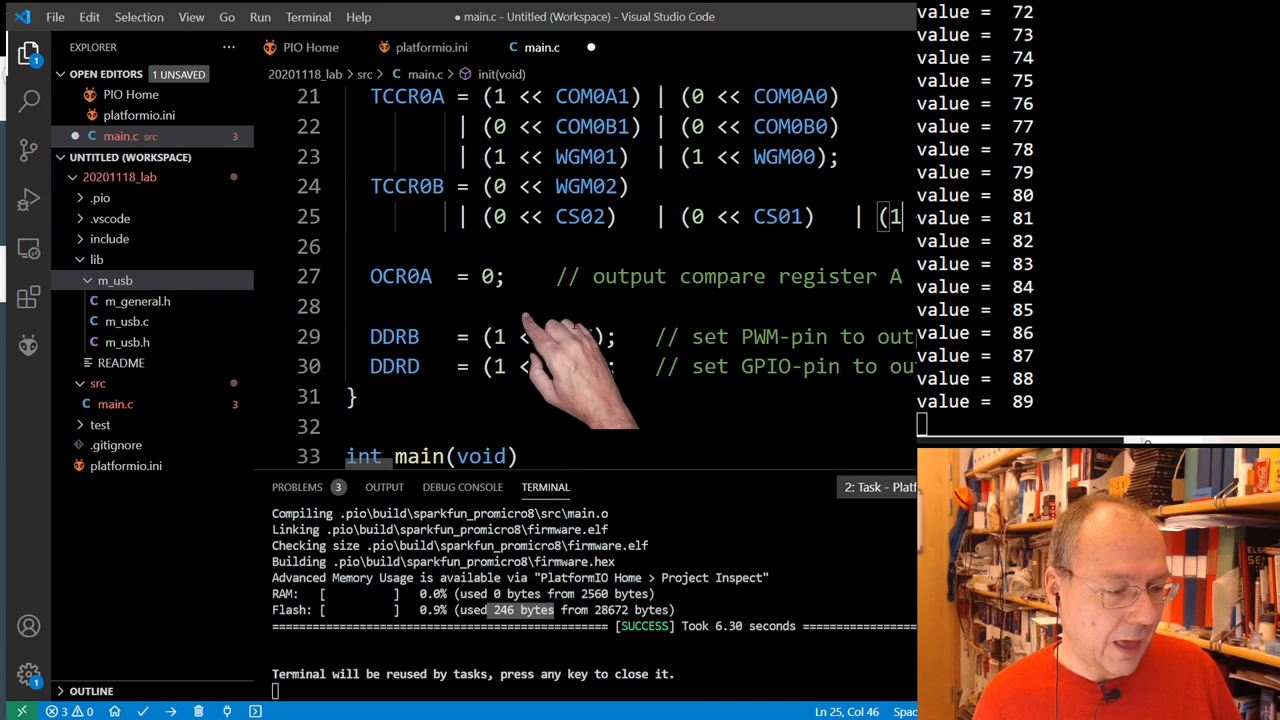 File Edit Selection View Go Run Terminal Help
● main.c - Untitled (Workspace) - Visual Studio Code
EXPLORER ···
OPEN EDITORS 1 UNSAVED
PIO Home
platformio.ini
main.c src 3
UNTITLED (WORKSPACE)
20201118_lab
.pio
.vscode
include
lib
m_usb
m_general.h
m_usb.c
m_usb.h
README
src
main.c 3
test
.gitignore
platformio.ini
OUTLINE
1
1
PIO Home platformio.ini main.c
20201118_lab > src > main.c > init(void)
21 TCCR0A = (1 << COM0A1) | (0 << COM0A0)
22 | (0 << COM0B1) | (0 << COM0B0)
23 | (1 << WGM01) | (1 << WGM00);
24 TCCR0B = (0 << WGM02)
25 | (0 << CS02) | (0 << CS01) | (1
26
27 OCR0A = 0; // output compare register A
28
29 DDRB = (1 < ); // set PWM-pin to out
30 DDRD = (1 < ; // set GPIO-pin to ou
31 }
32
33 int main(void)
PROBLEMS 3 OUTPUT DEBUG CONSOLE TERMINAL 2: Task - Platf
Compiling .pio\build\sparkfun_promicro8\src\main.o
Linking .pio\build\sparkfun_promicro8\firmware.elf
Checking size .pio\build\sparkfun_promicro8\firmware.elf
Building .pio\build\sparkfun_promicro8\firmware.hex
Advanced Memory Usage is available via "PlatformIO Home > Project Inspect"
RAM: [ ] 0.0% (used 0 bytes from 2560 bytes)
Flash: [ ] 0.9% (used 246 bytes from 28672 bytes)
================================================ [SUCCESS] Took 6.30 seconds ================
Terminal will be reused by tasks, press any key to close it.
3 0 Ln 25, Col 46 Spac
value = 72
value = 73
value = 74
value = 75
value = 76
value = 77
value = 78
value = 79
value = 80
value = 81
value = 82
value = 83
value = 84
value = 85
value = 86
value = 87
value = 88
value = 89